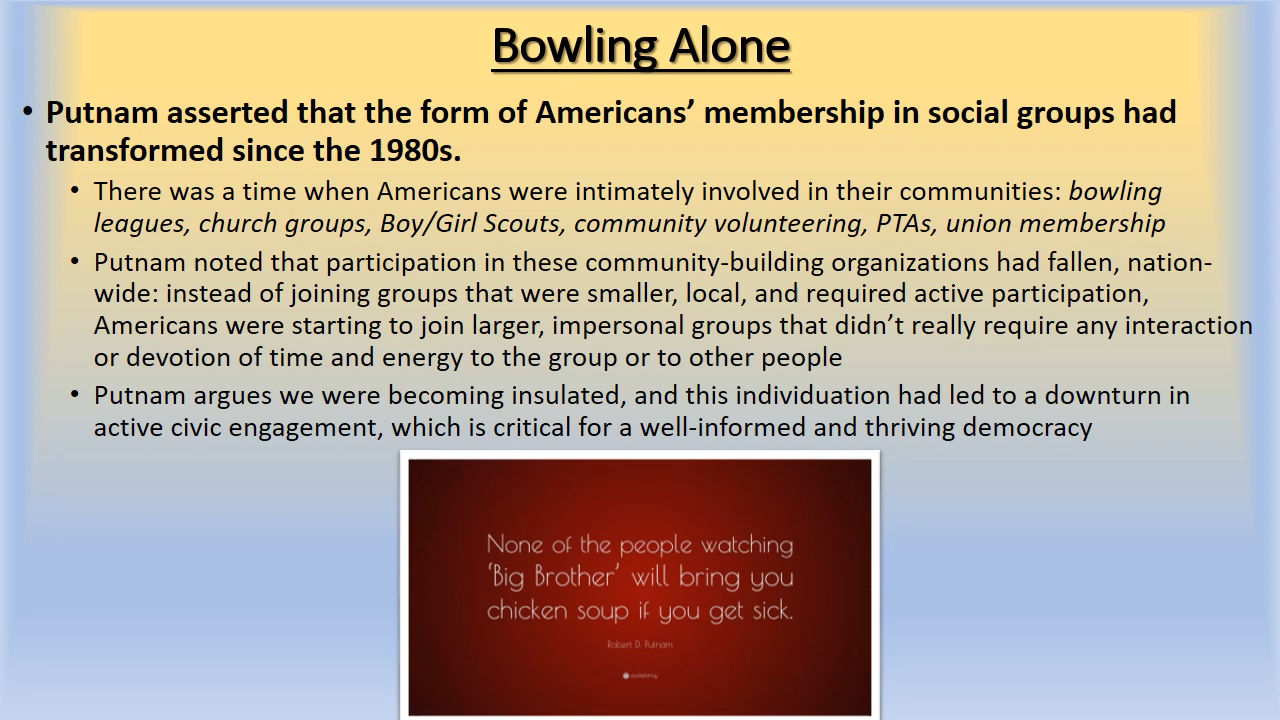 Bowling Alone
• Putnam asserted that the form of Americans’ membership in social groups had
transformed since the 1980s.
• There was a time when Americans were intimately involved in their communities: bowling
leagues, church groups, Boy/Girl Scouts, community volunteering, PTAs, union membership
• Putnam noted that participation in these community-building organizations had fallen, nation-
wide: instead of joining groups that were smaller, local, and required active participation,
Americans were starting to join larger, impersonal groups that didn’t really require any interaction
or devotion of time and energy to the group or to other people
• Putnam argues we were becoming insulated, and this individuation had led to a downturn in
active civic engagement, which is critical for a well-informed and thriving democracy
None of the people watching
‘Big Brother’ will bring you
chicken soup if you get sick.
Robert D. Putnam